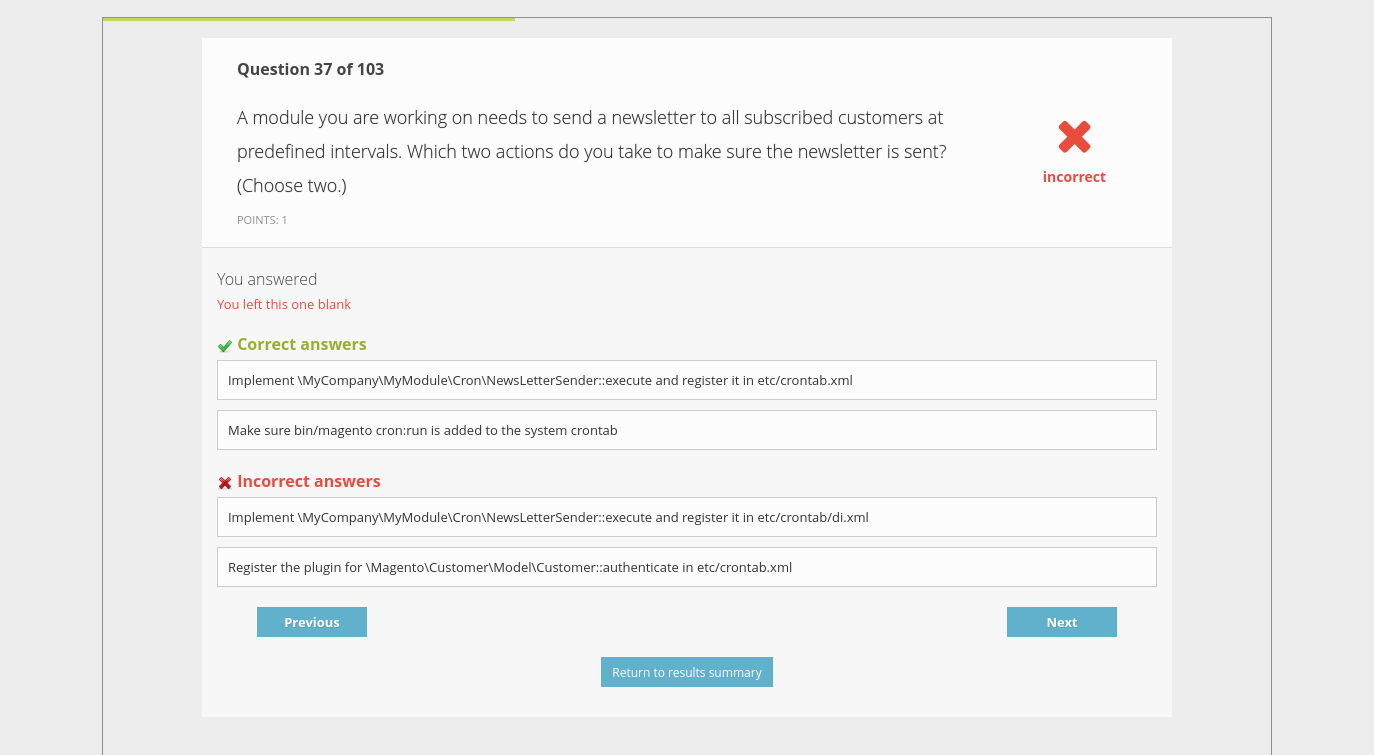 Question 37 of 103
A module you are working on needs to send a newsletter to all subscribed customers at
predefined intervals. Which two actions do you take to make sure the newsletter is sent?
(Choose two.)
incorrect
POINTS: 1
You answered
You left this one blank
Correct answers
Implement \MyCompany\MyModule\Cron\NewsLetterSender::execute and register it in etc/crontab.xml
Make sure bin/magento cron:run is added to the system crontab
Incorrect answers
Implement \MyCompany\MyModule\Cron\NewsLetterSender::execute and register it in etc/crontab/di.xml
Register the plugin for \Magento\Customer\Model\Customer::authenticate in etc/crontab.xml
Previous
Next
Return to results summary